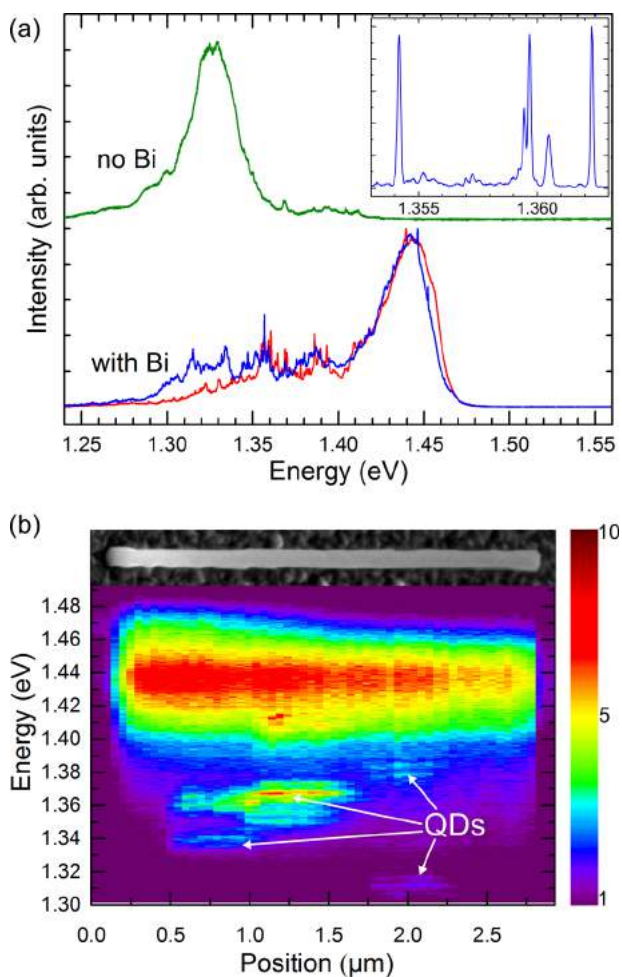 (a)
no Bi
with Bi
Intensity (arb. units)
1.355 1.360
1.25 1.30 1.35 1.40 1.45 1.50 1.55
Energy (eV)
(b)
10
5
1
1.48
1.46
1.44
1.42
1.40
1.38
1.36
1.34
1.32
1.30
Energy (eV)
QDs
0.0 0.5 1.0 1.5 2.0 2.5
Position (µm)